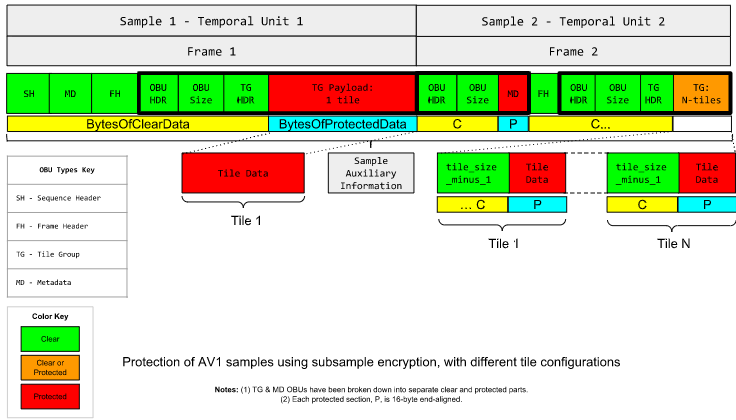 Sample 1 - Temporal Unit 1
Sample 2 - Temporal Unit 2
Frame 1
Frame 2
SH
MD
FH
OBU
HDR
OBU
Size
TG
HDR
TG Payload:
1 tile
OBU
HDR
OBU
Size
MD
FH
OBU
HDR
OBU
Size
TG
HDR
TG:
N-tiles
BytesOfClearData
BytesOfProtectedData
C
P
C...
Tile Data
Sample
Auxiliary
Information
tile_size
_minus_1
Tile
Data
tile_size
_minus_1
Tile
Data
... C
P
C
P
Tile 1
Tile 1
Tile N
OBU Types Key
SH - Sequence Header
FH - Frame Header
TG - Tile Group
MD - Metadata
Color Key
Clear
Clear or
Protected
Protected
Protection of AV1 samples using subsample encryption, with different tile configurations
Notes: (1) TG & MD OBUs have been broken down into separate clear and protected parts.
(2) Each protected section, P, is 16-byte end-aligned.